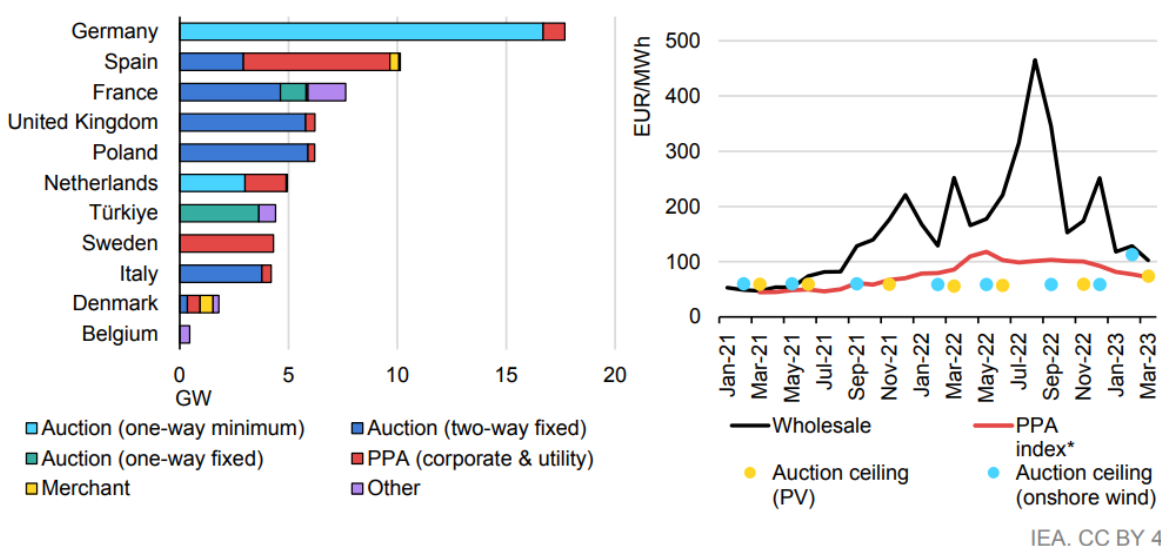 Germany
Spain
France
United Kingdom
Poland
Netherlands
Türkiye
Sweden
Italy
Denmark
Belgium
0 5 10 15 20
GW
Auction (one-way minimum)
Auction (two-way fixed)
Auction (one-way fixed)
PPA (corporate & utility)
Merchant
Other
EUR/MWh
500
400
300
200
100
0
Jan-21
Mar-21
May-21
Jul-21
Sep-21
Nov-21
Jan-22
Mar-22
May-22
Jul-22
Sep-22
Nov-22
Jan-23
Mar-23
Wholesale
PPA
index*
Auction ceiling
(PV)
Auction ceiling
(onshore wind)
IEA. CC BY 4